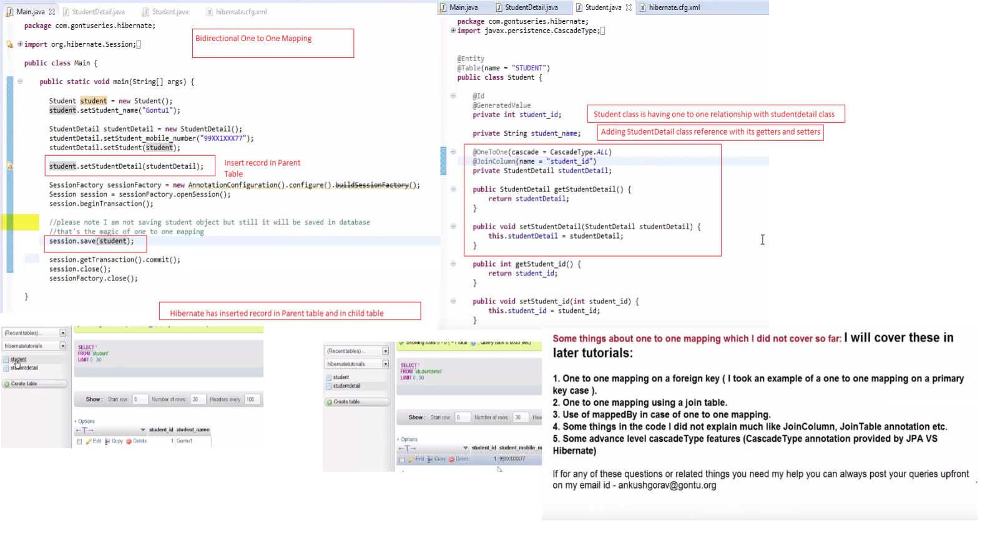 Main.java
StudentDetail.java
Student.java
hibernate.cfg.xml
package com.gontuseries.hibernate;
Bidirectional One to One Mapping
import org.hibernate.Session;
public class Main {
public static void main(String[] args) {
Student student = new Student();
student.setStudent_name("Gontu1");
StudentDetail studentDetail = new StudentDetail();
studentDetail.setStudent_mobile_number("99XX1XXX77");
studentDetail.setStudent(student);
student.setStudentDetail(studentDetail);
Insert record in Parent
Table
SessionFactory sessionFactory = new AnnotationConfiguration().configure().buildSessionFactory();
Session session = sessionFactory.openSession();
session.beginTransaction();
//please note I am not saving student object but still it will be saved in database
//that's the magic of one to one mapping
session.save(student);
session.getTransaction().commit();
session.close();
sessionFactory.close();
}
Hibernate has inserted record in Parent table and in child table
Main.java
StudentDetail.java
Student.java
hibernate.cfg.xml
package com.gontuseries.hibernate;
import javax.persistence.CascadeType;
@Entity
@Table(name = "STUDENT")
public class Student {
@Id
@GeneratedValue
private int student_id;
Student class is having one to one relationship with studentdetail class
private String student_name;
Adding StudentDetail class reference with its getters and setters
@OneToOne(cascade = CascadeType.ALL)
@JoinColumn(name = "student_id")
private StudentDetail studentDetail;
public StudentDetail getStudentDetail() {
return studentDetail;
}
public void setStudentDetail(StudentDetail studentDetail) {
this.studentDetail = studentDetail;
}
public int getStudent_id() {
return student_id;
}
public void setStudent_id(int student_id) {
this.student_id = student_id;
}
(Recent tables) ...
hibernatetutorials
student
studentdetail
Create table
SELECT *
FROM `student`
LIMIT 0 , 30
Show : Start row: 0 Number of rows: 30 Headers every 100
+ Options
←T→ student_id student_name
Edit Copy Delete 1 Gontu1
(Recent tables) ...
hibernatetutorials
student
studentdetail
Create table
Showing rows 0 - 0 ( ~1 total , Query took 0.0003 sec)
SELECT *
FROM `studentdetail`
LIMIT 0 , 30
Show : Start row: 0 Number of rows: 30 Hea
+ Options
←T→ student_id student_mobile_nu
Edit Copy Delete 1 99XX1XXX77
Some things about one to one mapping which I did not cover so far: I will cover these in
later tutorials:
1. One to one mapping on a foreign key ( I took an example of a one to one mapping on a primary
key case ).
2. One to one mapping using a join table.
3. Use of mappedBy in case of one to one mapping.
4. Some things in the code I did not explain much like JoinColumn, JoinTable annotation etc.
5. Some advance level cascadeType features (CascadeType annotation provided by JPA VS
Hibernate)
If for any of these questions or related things you need my help you can always post your queries upfront
on my email id - ankushgorav@gontu.org